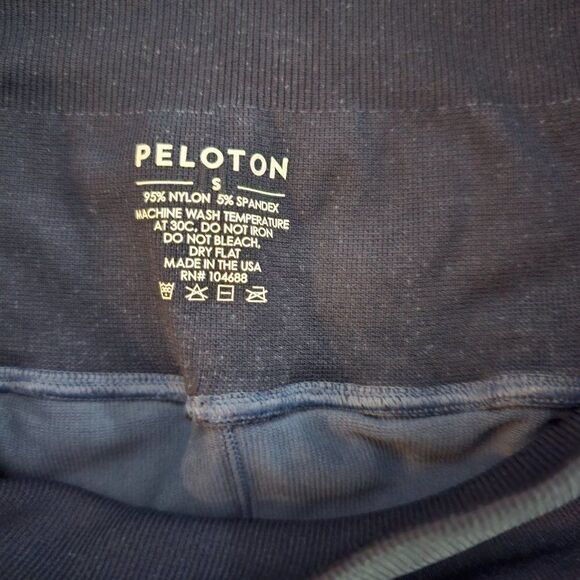 PELOTON
S
95% NYLON 5% SPANDEX
MACHINE WASH TEMPERATURE
AT 30C, DO NOT IRON
DO NOT BLEACH,
DRY FLAT
MADE IN THE USA
RN# 104688
30